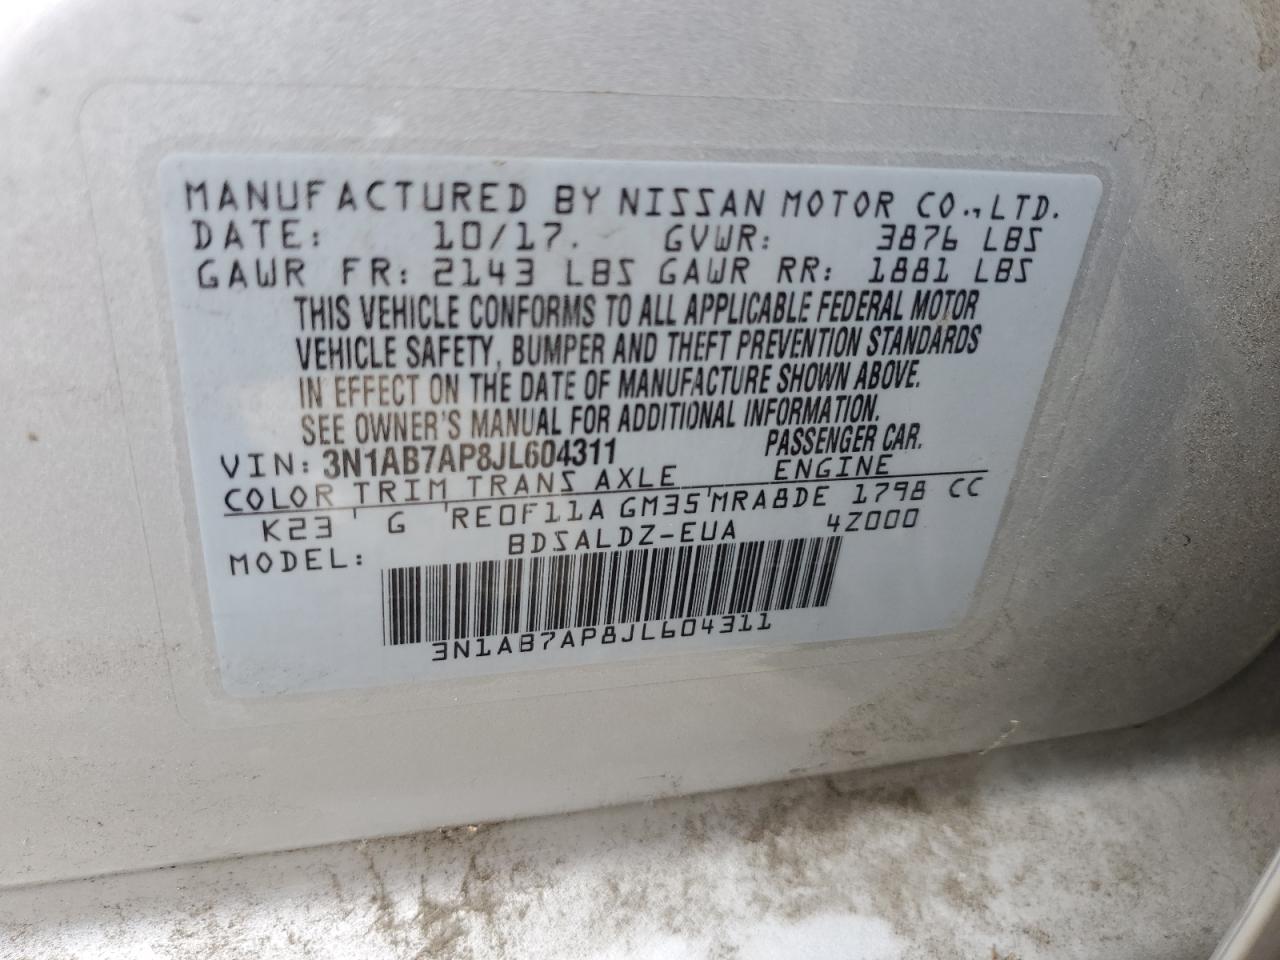 MANUFACTURED BY NISSAN MOTOR CO., LTD.
DATE: 10/17. GVWR: 3876 LBS
GAWR FR: 2143 LBS GAWR RR: 1881 LBS
THIS VEHICLE CONFORMS TO ALL APPLICABLE FEDERAL MOTOR
VEHICLE SAFETY, BUMPER AND THEFT PREVENTION STANDARDS
IN EFFECT ON THE DATE OF MANUFACTURE SHOWN ABOVE.
SEE OWNER'S MANUAL FOR ADDITIONAL INFORMATION.
VIN: 3N1AB7AP8JL604311 PASSENGER CAR.
COLOR TRIM TRANS AXLE ENGINE
K23 ' G 'RE0F11A GM35'MRA8DE 1798 CC
MODEL: BDSALDZ-EUA 4Z000
3N1AB7AP8JL604311